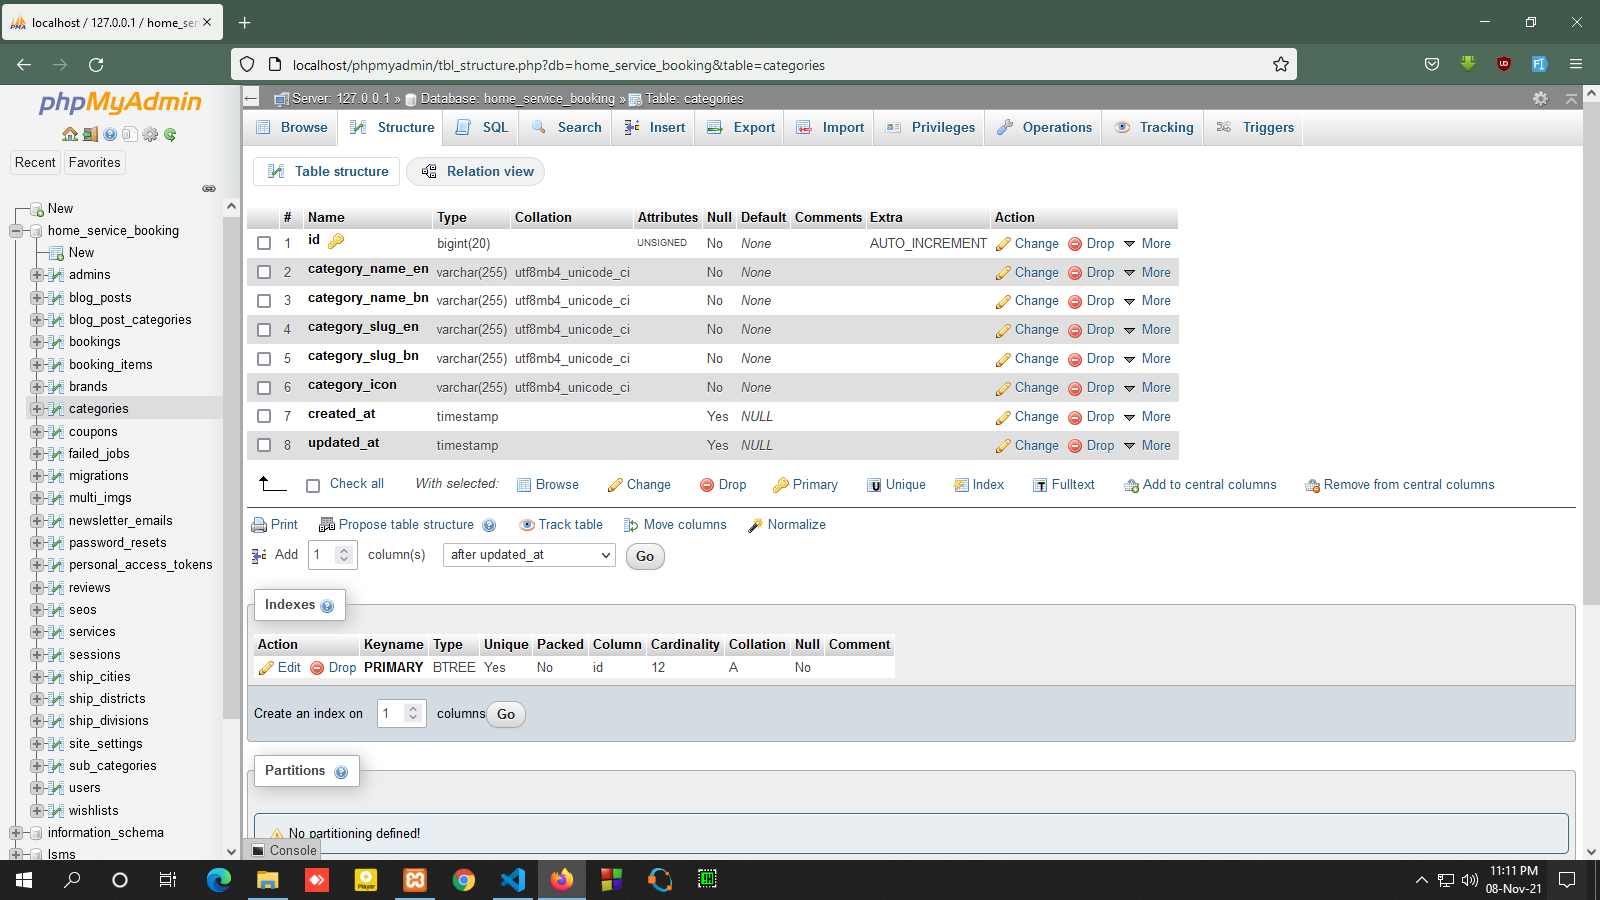 localhost / 127.0.0.1 / home_ser
localhost/phpmyadmin/tbl_structure.php?db=home_service_booking&table=categories
phpMyAdmin
Recent Favorites
New
home_service_booking
New
admins
blog_posts
blog_post_categories
bookings
booking_items
brands
categories
coupons
failed_jobs
migrations
multi_imgs
newsletter_emails
password_resets
personal_access_tokens
reviews
seos
services
sessions
ship_cities
ship_districts
ship_divisions
site_settings
sub_categories
users
wishlists
information_schema
lsms
Server: 127.0.0.1 » Database: home_service_booking » Table: categories
Browse Structure SQL Search Insert Export Import Privileges Operations Tracking Triggers
Table structure Relation view
# Name Type Collation Attributes Null Default Comments Extra Action
1 id bigint(20) UNSIGNED No None AUTO_INCREMENT Change Drop More
2 category_name_en varchar(255) utf8mb4_unicode_ci No None Change Drop More
3 category_name_bn varchar(255) utf8mb4_unicode_ci No None Change Drop More
4 category_slug_en varchar(255) utf8mb4_unicode_ci No None Change Drop More
5 category_slug_bn varchar(255) utf8mb4_unicode_ci No None Change Drop More
6 category_icon varchar(255) utf8mb4_unicode_ci No None Change Drop More
7 created_at timestamp Yes NULL Change Drop More
8 updated_at timestamp Yes NULL Change Drop More
Check all With selected: Browse Change Drop Primary Unique Index Fulltext Add to central columns Remove from central columns
Print Propose table structure Track table Move columns Normalize
Add 1 column(s) after updated_at Go
Indexes
Action Keyname Type Unique Packed Column Cardinality Collation Null Comment
Edit Drop PRIMARY BTREE Yes No id 12 A No
Create an index on 1 columns Go
Partitions
No partitioning defined!
Console
11:11 PM
08-Nov-21